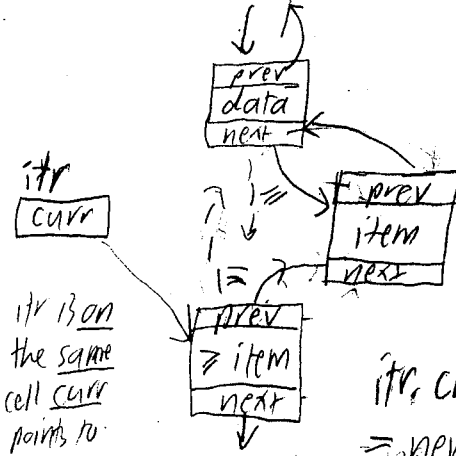 prev
data
next
itr
curr
prev
item
next
prev
≥ item
next
itr is on
the same
cell curr
points to
itr.
=